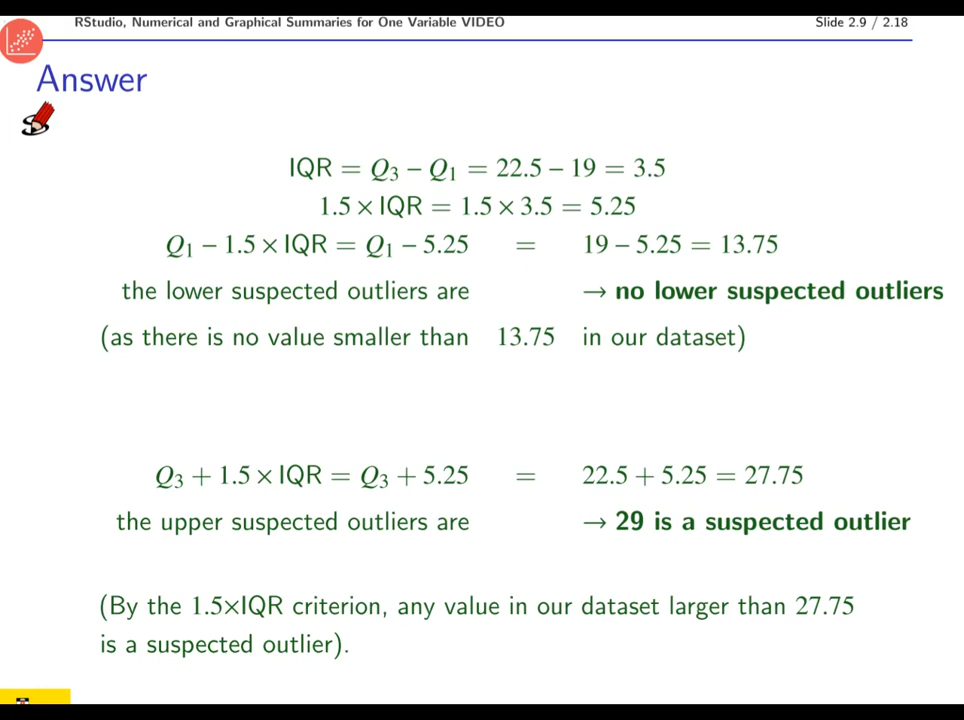 RStudio, Numerical and Graphical Summaries for One Variable VIDEO Slide 2.9 / 2.18
Answer
IQR = Q₃ − Q₁ = 22.5 − 19 = 3.5
1.5 × IQR = 1.5 × 3.5 = 5.25
Q₁ − 1.5 × IQR = Q₁ − 5.25 = 19 − 5.25 = 13.75
the lower suspected outliers are → no lower suspected outliers
(as there is no value smaller than 13.75 in our dataset)
Q₃ + 1.5 × IQR = Q₃ + 5.25 = 22.5 + 5.25 = 27.75
the upper suspected outliers are → 29 is a suspected outlier
(By the 1.5×IQR criterion, any value in our dataset larger than 27.75
is a suspected outlier).